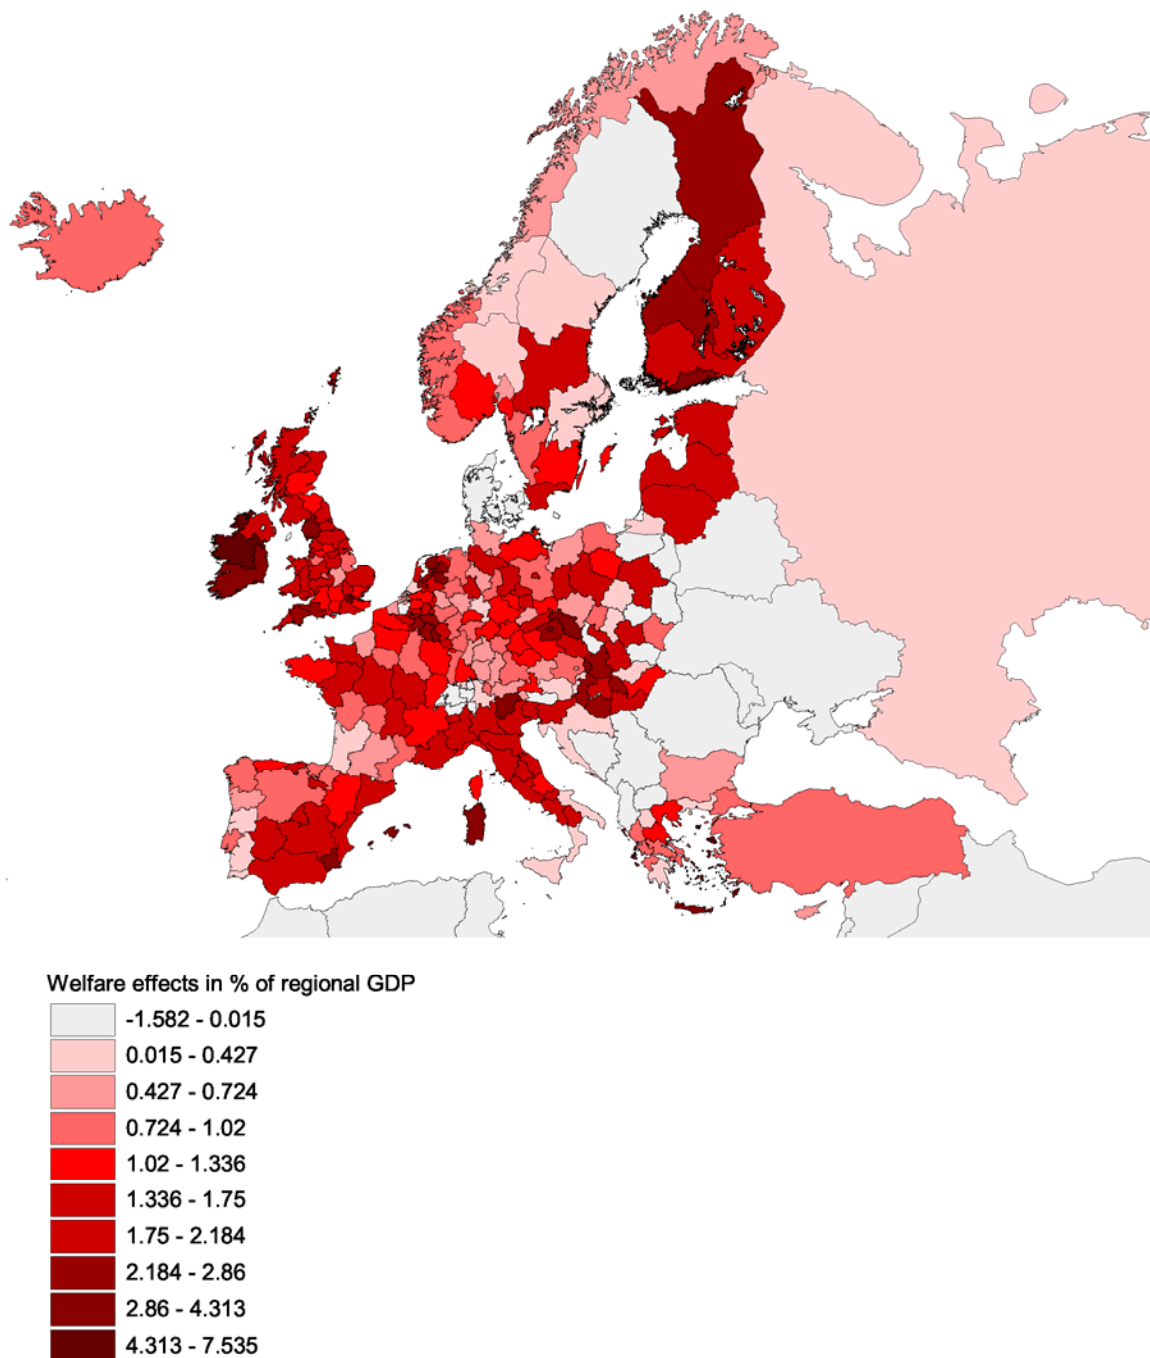 Welfare effects in % of regional GDP
-1.582 - 0.015
0.015 - 0.427
0.427 - 0.724
0.724 - 1.02
1.02 - 1.336
1.336 - 1.75
1.75 - 2.184
2.184 - 2.86
2.86 - 4.313
4.313 - 7.535